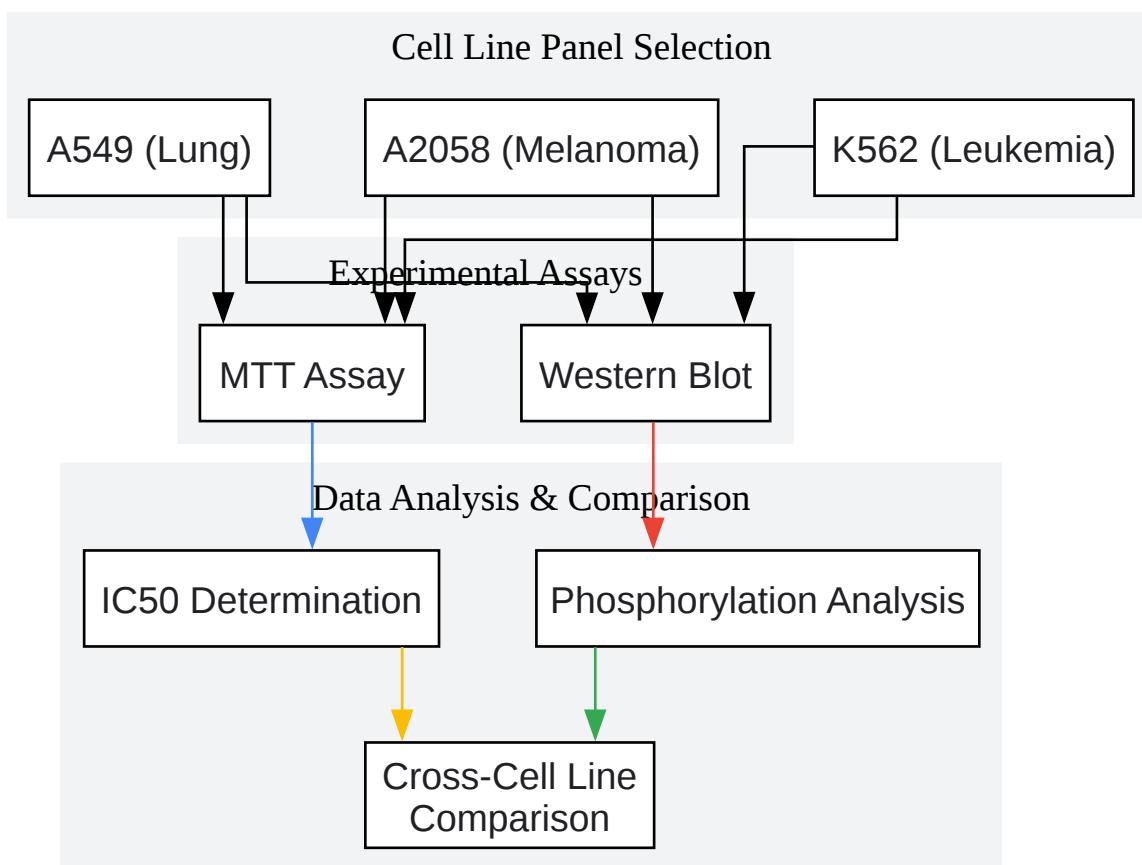 Cell Line Panel Selection
A549 (Lung)
A2058 (Melanoma)
K562 (Leukemia)
Experimental Assays
MTT Assay
Western Blot
Data Analysis & Comparison
IC50 Determination
Phosphorylation Analysis
Cross-Cell Line
Comparison